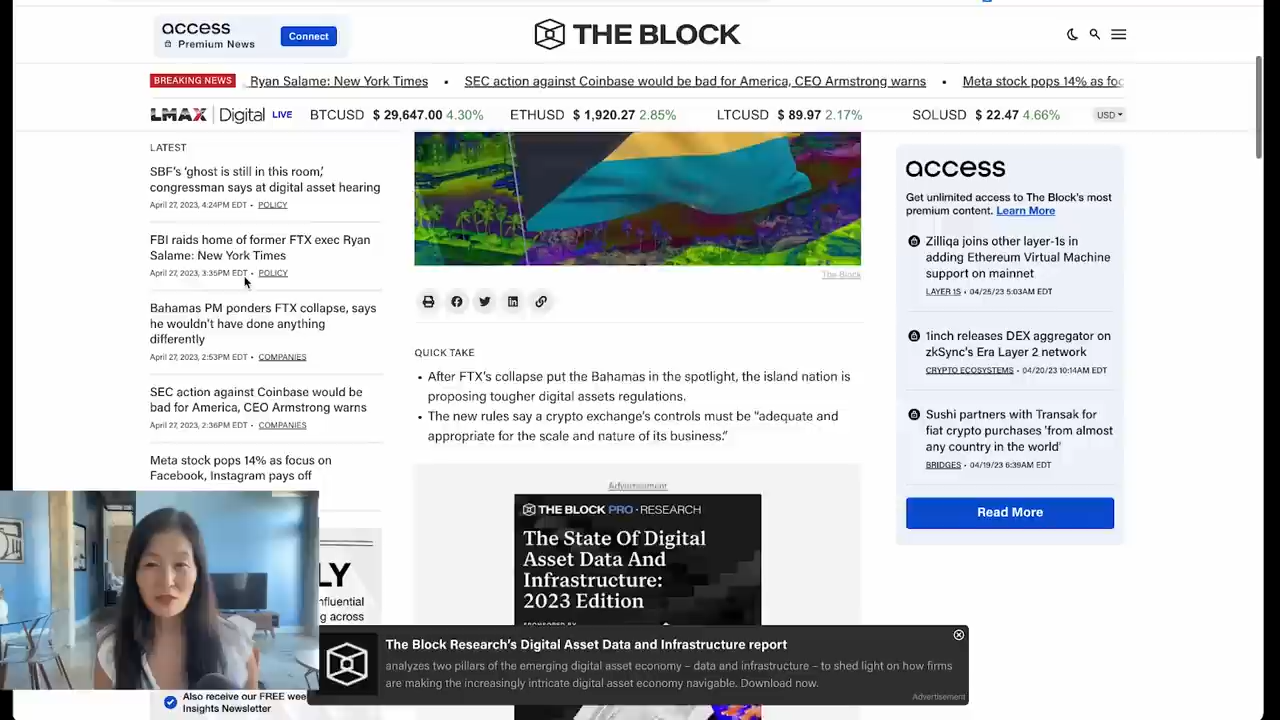 access
Premium News
Connect
THE BLOCK
BREAKING NEWS
Ryan Salame: New York Times
SEC action against Coinbase would be bad for America, CEO Armstrong warns
Meta stock pops 14% as foc
LMAX Digital LIVE BTCUSD $ 29,647.00 4.30% ETHUSD $ 1,920.27 2.85% LTCUSD $ 89.97 2.17% SOLUSD $ 22.47 4.66% USD
LATEST
SBF's 'ghost is still in this room,'
congressman says at digital asset hearing
April 27, 2023, 4:24PM EDT • POLICY
FBI raids home of former FTX exec Ryan
Salame: New York Times
April 27, 2023, 3:35PM EDT • POLICY
Bahamas PM ponders FTX collapse, says
he wouldn't have done anything
differently
April 27, 2023, 2:53PM EDT • COMPANIES
SEC action against Coinbase would be
bad for America, CEO Armstrong warns
April 27, 2023, 2:36PM EDT • COMPANIES
Meta stock pops 14% as focus on
Facebook, Instagram pays off
LY
nfluential
ng across
Also receive our FREE wee
Insights Newsletter
The Block
QUICK TAKE
• After FTX's collapse put the Bahamas in the spotlight, the island nation is
proposing tougher digital assets regulations.
• The new rules say a crypto exchange's controls must be "adequate and
appropriate for the scale and nature of its business."
Advertisement
THE BLOCK PRO • RESEARCH
The State Of Digital
Asset Data And
Infrastructure:
2023 Edition
The Block Research's Digital Asset Data and Infrastructure report
analyzes two pillars of the emerging digital asset economy – data and infrastructure – to shed light on how firms
are making the increasingly intricate digital asset economy navigable. Download now.
Advertisement
access
Get unlimited access to The Block's most
premium content. Learn More
Zilliqa joins other layer-1s in
adding Ethereum Virtual Machine
support on mainnet
LAYER 1S • 04/25/23 5:03AM EDT
1inch releases DEX aggregator on
zkSync's Era Layer 2 network
CRYPTO ECOSYSTEMS • 04/20/23 10:14AM EDT
Sushi partners with Transak for
fiat crypto purchases 'from almost
any country in the world'
BRIDGES • 04/19/23 6:39AM EDT
Read More